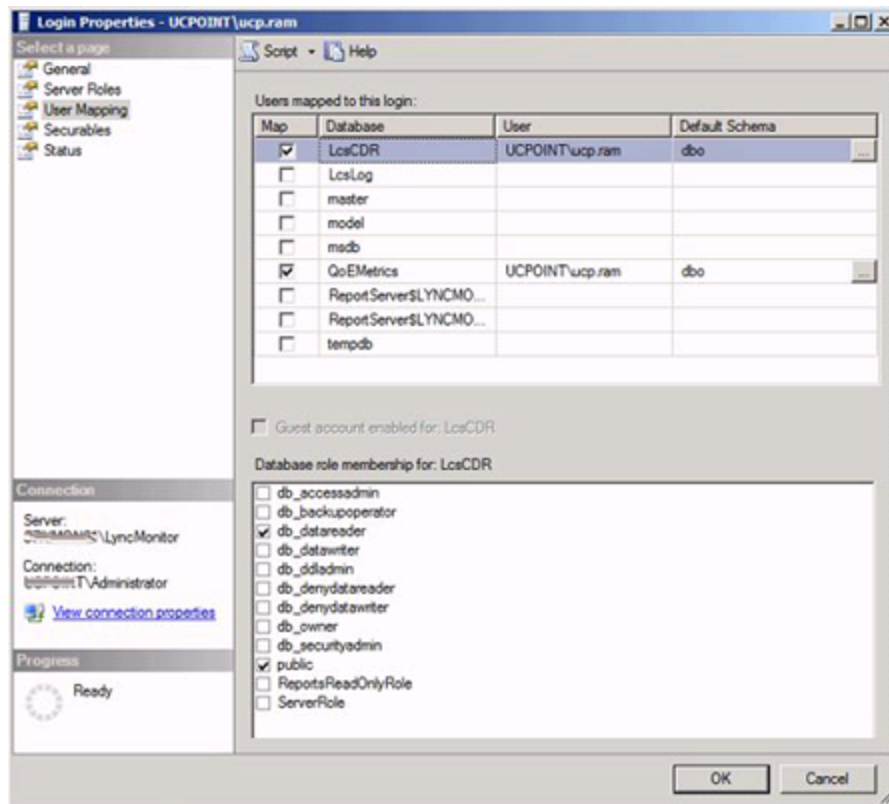 Login Properties - UCPOINT\ucp.ram
Select a page
General
Server Roles
User Mapping
Securables
Status
Script
Help
Users mapped to this login:
Map Database User Default Schema
LcsCDR UCPOINT\ucp.ram dbo ...
LcsLog
master
model
msdb
QoEMetrics UCPOINT\ucp.ram dbo ...
ReportServer$LYNCMO...
ReportServer$LYNCMO...
tempdb
Guest account enabled for: LcsCDR
Database role membership for: LcsCDR
db_accessadmin
db_backupoperator
db_datareader
db_datawriter
db_ddladmin
db_denydatareader
db_denydatawriter
db_owner
db_securityadmin
public
ReportsReadOnlyRole
ServerRole
Connection
Server:
\LyncMonitor
Connection:
T\Administrator
View connection properties
Progress
Ready
OK
Cancel